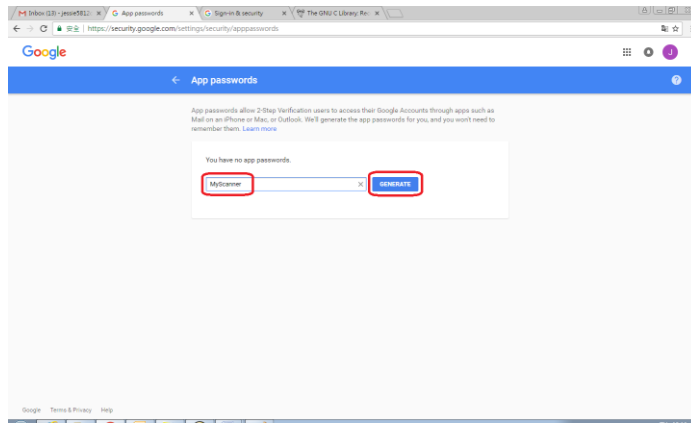 Inbox (18) - jessie5812
App passwords
Sign-in & security
The GNU C Library: Re
安全 | https://security.google.com/settings/security/apppasswords
Google
J
App passwords
App passwords allow 2-Step Verification users to access their Google Accounts through apps such as
Mail on an iPhone or Mac, or Outlook. We'll generate the app passwords for you, and you won't need to
remember them. Learn more
You have no app passwords.
MyScanner
GENERATE
Google Terms & Privacy Help